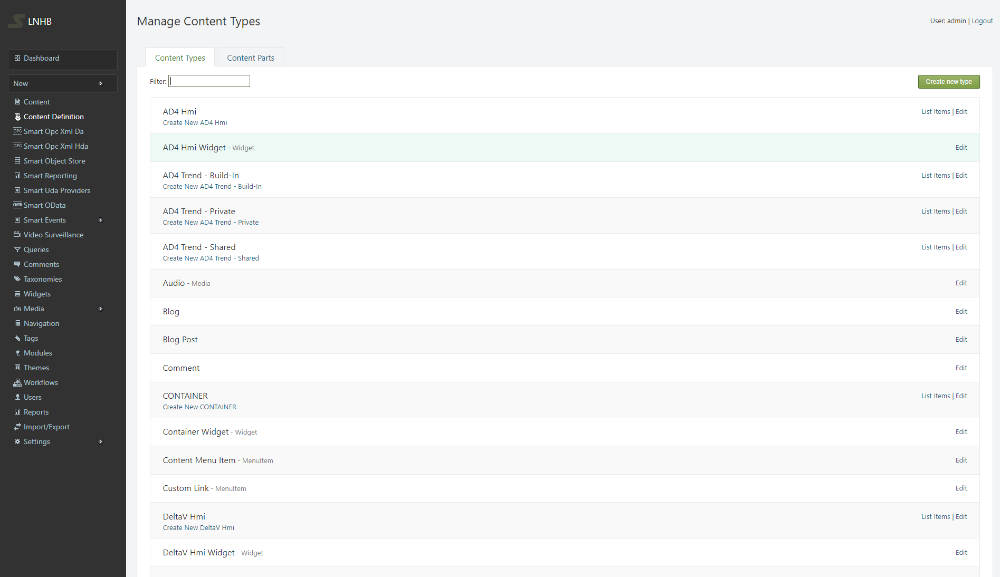 LNHB
Manage Content Types
User: admin | Logout
Dashboard
New
Content
Content Definition
OPC Smart Opc Xml Da
OPC Smart Opc Xml Hda
Smart Object Store
Smart Reporting
Smart Uda Providers
ODATA Smart OData
Smart Events
Video Surveillance
Queries
Comments
Taxonomies
Widgets
Media
Navigation
Tags
Modules
Themes
Workflows
Users
Reports
Import/Export
Settings
Content Types
Content Parts
Filter:
Create new type
AD4 Hmi
List Items | Edit
Create New AD4 Hmi
AD4 Hmi Widget - Widget
Edit
AD4 Trend - Build-In
List Items | Edit
Create New AD4 Trend - Build-In
AD4 Trend - Private
List Items | Edit
Create New AD4 Trend - Private
AD4 Trend - Shared
List Items | Edit
Create New AD4 Trend - Shared
Audio - Media
Edit
Blog
Edit
Blog Post
Edit
Comment
Edit
CONTAINER
List Items | Edit
Create New CONTAINER
Container Widget - Widget
Edit
Content Menu Item - MenuItem
Edit
Custom Link - MenuItem
Edit
DeltaV Hmi
List Items | Edit
Create New DeltaV Hmi
DeltaV Hmi Widget - Widget
Edit